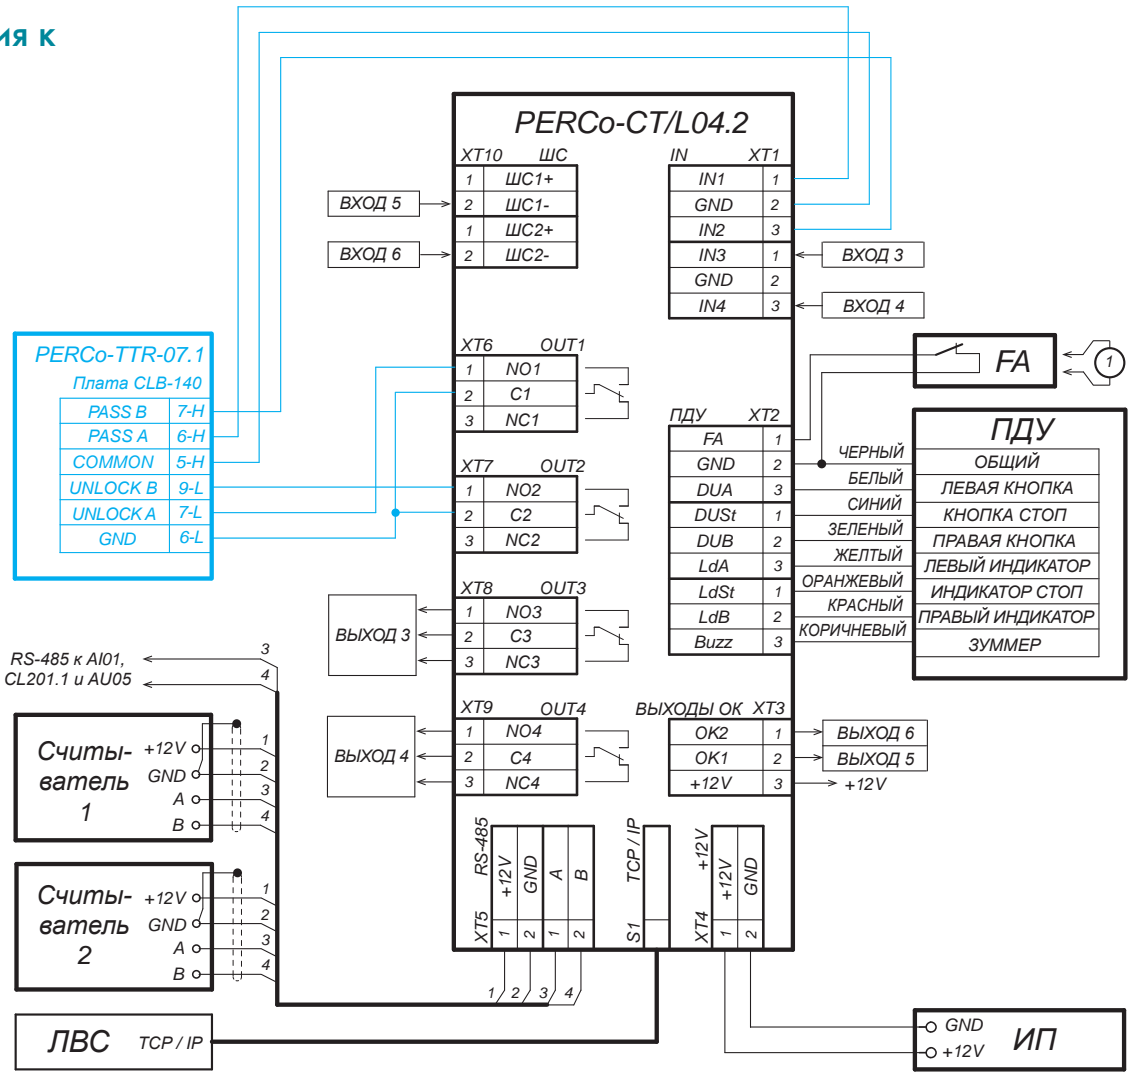 ия к
PERCo-CT/L04.2
XT10 ШС
1 ШС1+
2 ШС1-
1 ШС2+
2 ШС2-
ВХОД 5
ВХОД 6
IN XT1
IN1 1
GND 2
IN2 3
IN3 1
GND 2
IN4 3
ВХОД 3
ВХОД 4
PERCo-TTR-07.1
Плата CLB-140
PASS B 7-H
PASS A 6-H
COMMON 5-H
UNLOCK B 9-L
UNLOCK A 7-L
GND 6-L
XT6 OUT1
1 NO1
2 C1
3 NC1
XT7 OUT2
1 NO2
2 C2
3 NC2
XT8 OUT3
1 NO3
2 C3
3 NC3
ВЫХОД 3
XT9 OUT4
1 NO4
2 C4
3 NC4
ВЫХОД 4
FA
1
ПДУ XT2
FA 1
GND 2
DUA 3
DUSt 1
DUB 2
LdA 3
LdSt 1
LdB 2
Buzz 3
ЧЕРНЫЙ
БЕЛЫЙ
СИНИЙ
ЗЕЛЕНЫЙ
ЖЕЛТЫЙ
ОРАНЖЕВЫЙ
КРАСНЫЙ
КОРИЧНЕВЫЙ
ПДУ
ОБЩИЙ
ЛЕВАЯ КНОПКА
КНОПКА СТОП
ПРАВАЯ КНОПКА
ЛЕВЫЙ ИНДИКАТОР
ИНДИКАТОР СТОП
ПРАВЫЙ ИНДИКАТОР
ЗУММЕР
ВЫХОДЫ ОК XT3
OK2 1
OK1 2
+12V 3
ВЫХОД 6
ВЫХОД 5
+12V
RS-485 к AI01,
CL201.1 и AU05
3
4
Считы-
ватель
1
+12V
GND
A
B
1
2
3
4
Считы-
ватель
2
+12V
GND
A
B
1
2
3
4
XT5 RS-485
1 +12V
2 GND
1 A
2 B
1 2 3 4
S1 TCP / IP
XT4 +12V
1 +12V
2 GND
ЛВС TCP / IP
GND
+12V
ИП